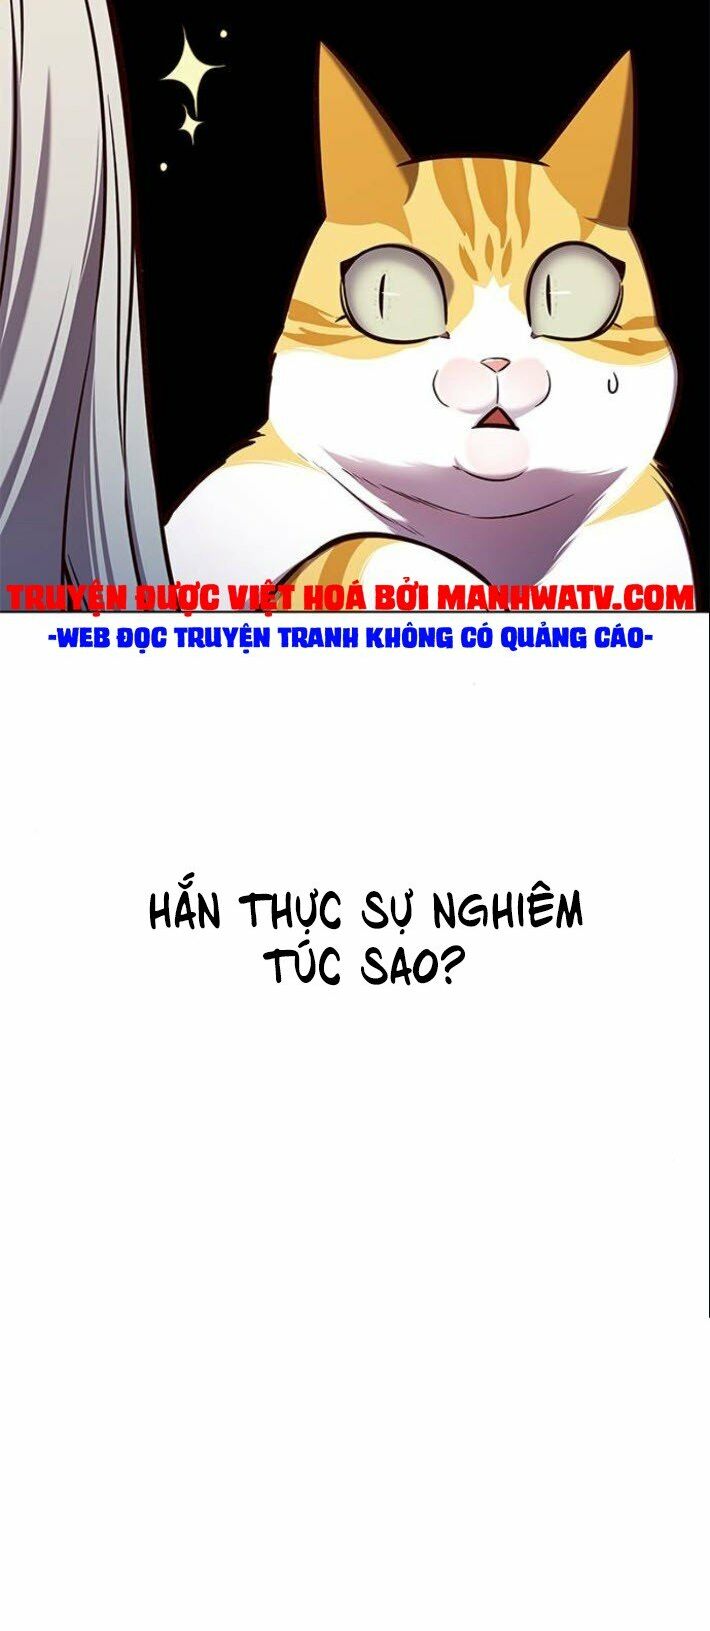 TRUYỆN ĐƯỢC VIỆT HOÁ BỞI MANHWATV.COM
-WEB ĐỌC TRUYỆN TRANH KHÔNG CÓ QUẢNG CÁO-
HẮN THỰC SỰ NGHIÊM
TÚC SAO?